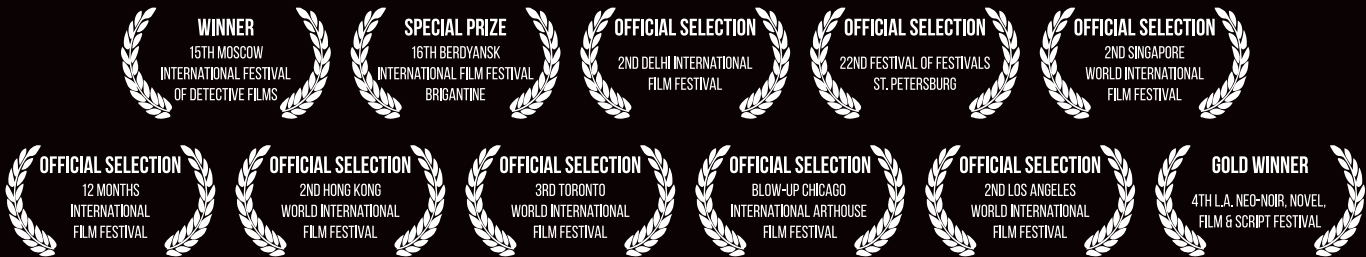 WINNER
15TH MOSCOW
INTERNATIONAL FESTIVAL
OF DETECTIVE FILMS
SPECIAL PRIZE
16TH BERDYANSK
INTERNATIONAL FILM FESTIVAL
BRIGANTINE
OFFICIAL SELECTION
2ND DELHI INTERNATIONAL
FILM FESTIVAL
OFFICIAL SELECTION
22ND FESTIVAL OF FESTIVALS
ST. PETERSBURG
OFFICIAL SELECTION
2ND SINGAPORE
WORLD INTERNATIONAL
FILM FESTIVAL
OFFICIAL SELECTION
12 MONTHS
INTERNATIONAL
FILM FESTIVAL
OFFICIAL SELECTION
2ND HONG KONG
WORLD INTERNATIONAL
FILM FESTIVAL
OFFICIAL SELECTION
3RD TORONTO
WORLD INTERNATIONAL
FILM FESTIVAL
OFFICIAL SELECTION
BLOW-UP CHICAGO
INTERNATIONAL ARTHOUSE
FILM FESTIVAL
OFFICIAL SELECTION
2ND LOS ANGELES
WORLD INTERNATIONAL
FILM FESTIVAL
GOLD WINNER
4TH L.A. NEO-NOIR, NOVEL,
FILM & SCRIPT FESTIVAL